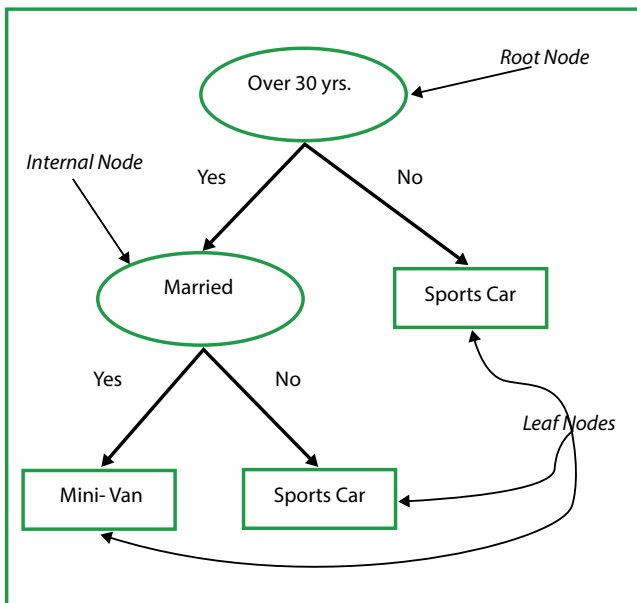 Root Node
Over 30 yrs.
Internal Node
Yes
No
Married
Sports Car
Yes
No
Leaf Nodes
Mini- Van
Sports Car